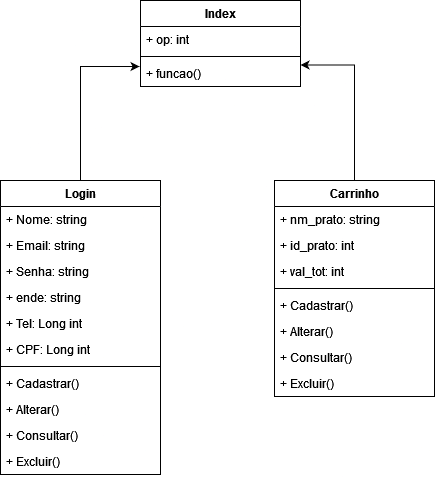 Index
+ op: int
+ funcao()
Login
+ Nome: string
+ Email: string
+ Senha: string
+ ende: string
+ Tel: Long int
+ CPF: Long int
+ Cadastrar()
+ Alterar()
+ Consultar()
+ Excluir()
Carrinho
+ nm_prato: string
+ id_prato: int
+ val_tot: int
+ Cadastrar()
+ Alterar()
+ Consultar()
+ Excluir()